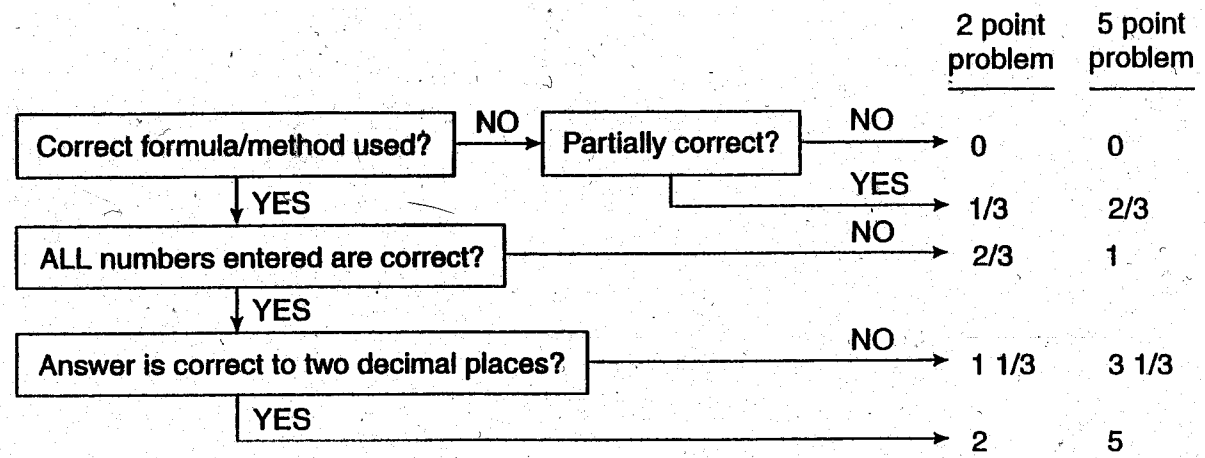 2 point 5 point
problem problem
Correct formula/method used? NO Partially correct? NO 0 0
YES YES 1/3 2/3
ALL numbers entered are correct? NO 2/3 1
YES
Answer is correct to two decimal places? NO 1 1/3 3 1/3
YES 2 5